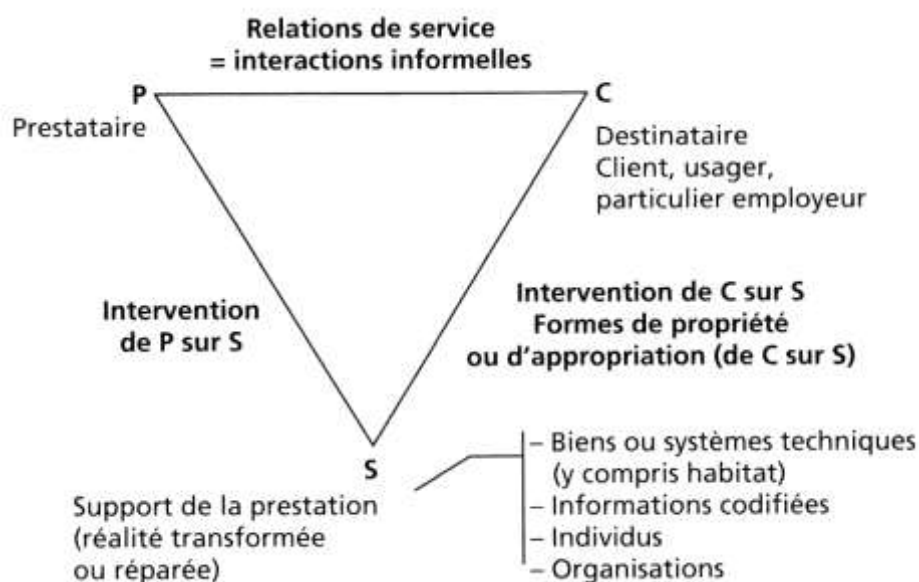 Relations de service
= interactions informelles
P
C
Prestataire
Destinataire
Client, usager,
particulier employeur
Intervention
de P sur S
Intervention de C sur S
Formes de propriété
ou d'appropriation (de C sur S)
S
Support de la prestation
(réalité transformée
ou réparée)
– Biens ou systèmes techniques
(y compris habitat)
– Informations codifiées
– Individus
– Organisations